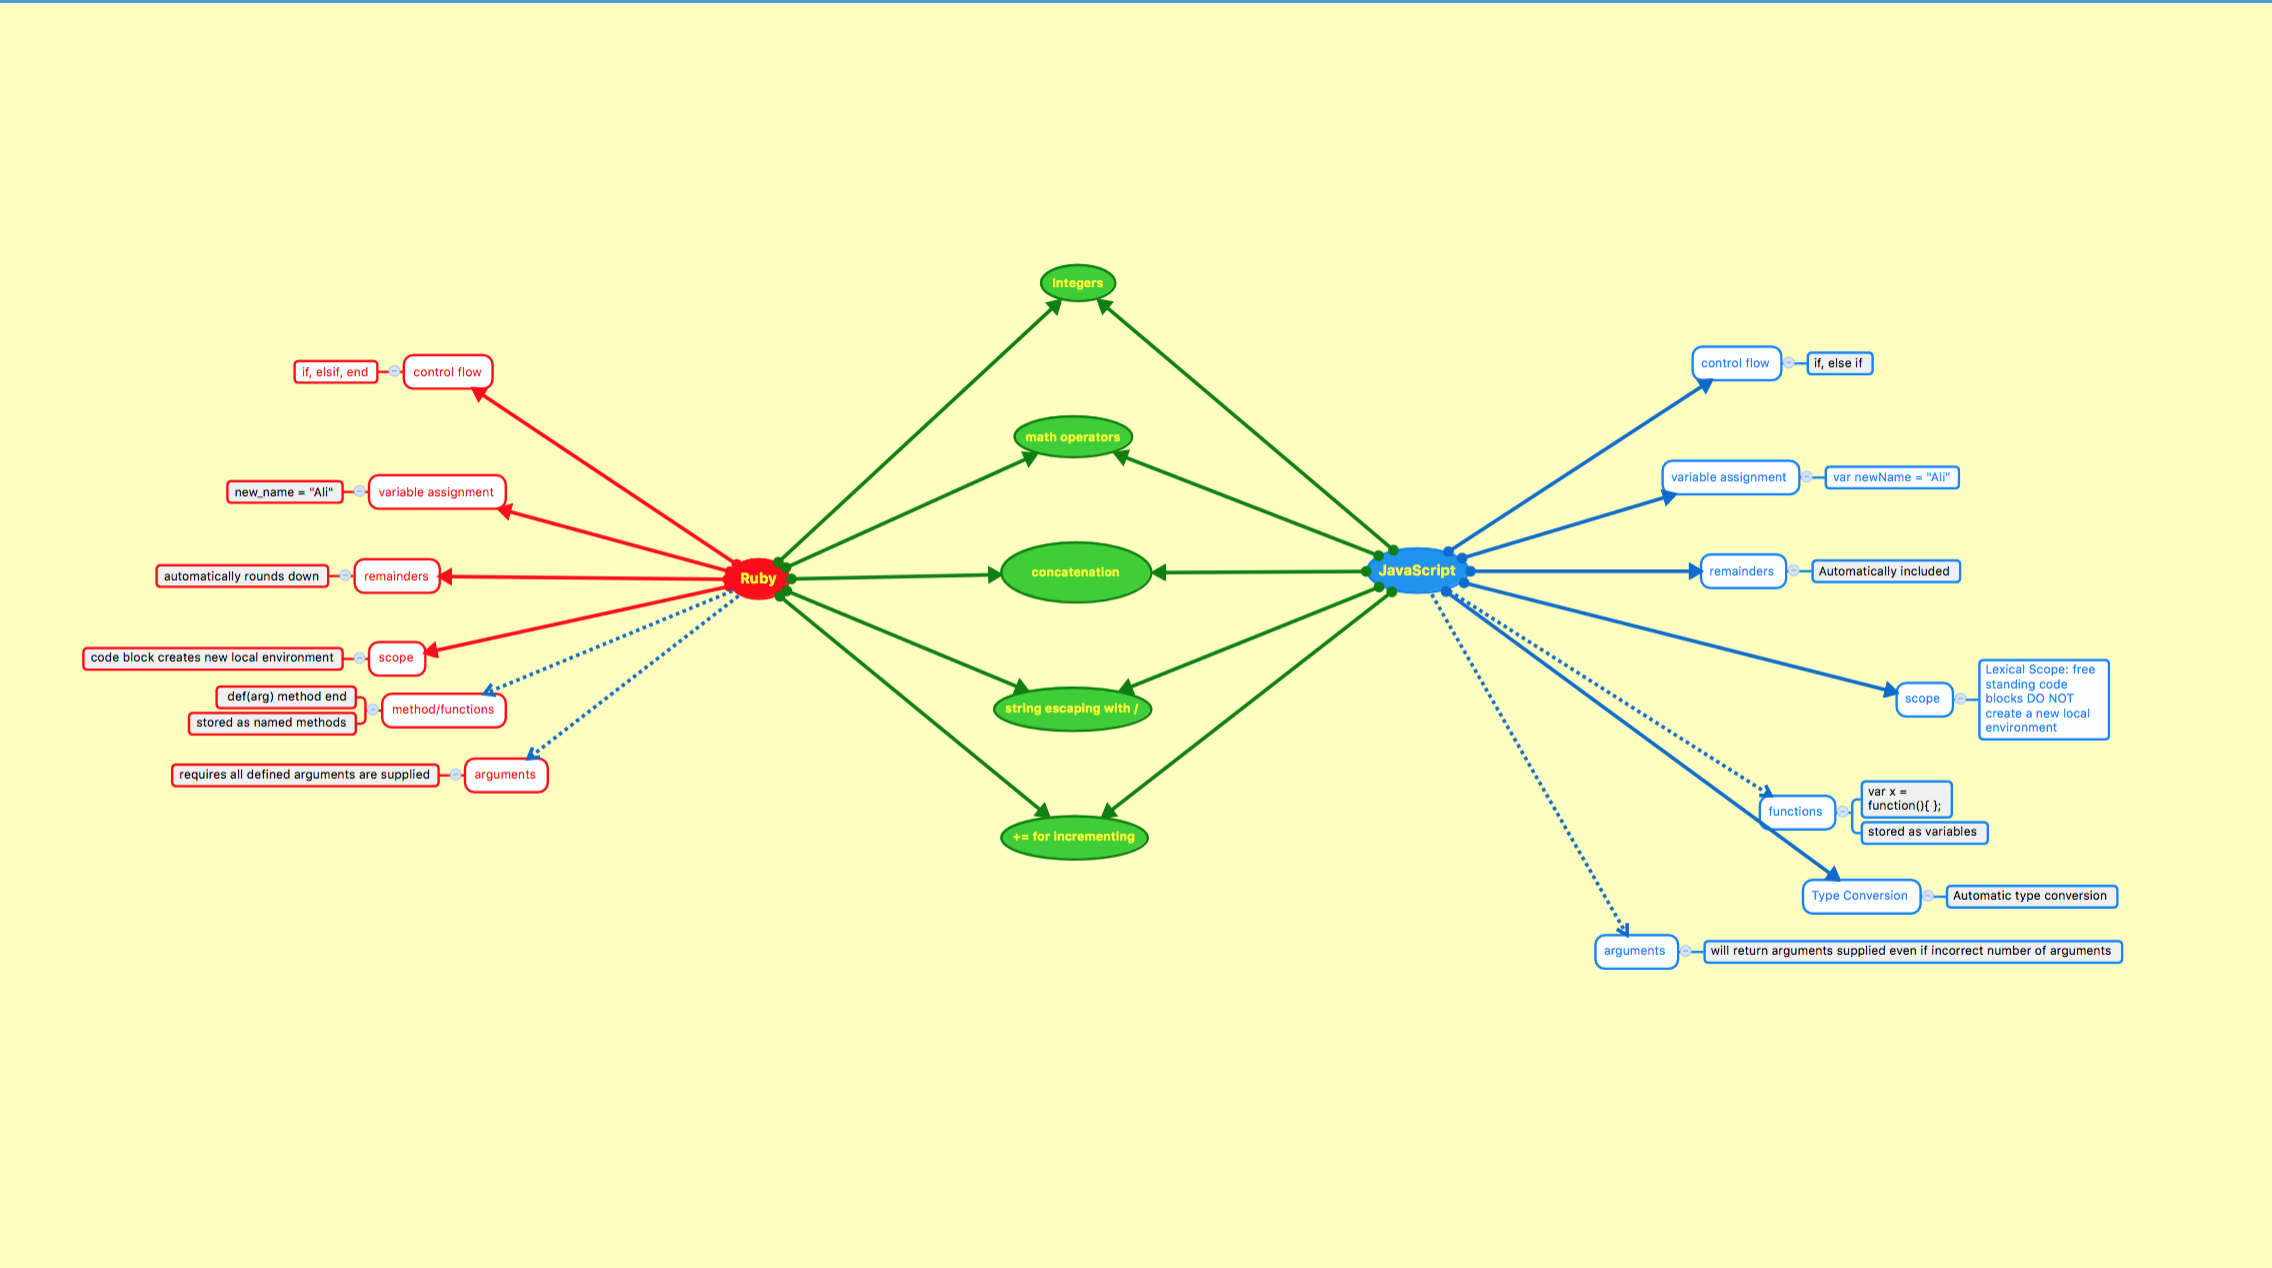 integers
math operators
concatenation
string escaping with /
+= for incrementing
Ruby
control flow
if, elsif, end
variable assignment
new_name = "Ali"
remainders
automatically rounds down
scope
code block creates new local environment
method/functions
def(arg) method end
stored as named methods
arguments
requires all defined arguments are supplied
JavaScript
control flow
if, else if
variable assignment
var newName = "Ali"
remainders
Automatically included
scope
Lexical Scope: free
standing code
blocks DO NOT
create a new local
environment
functions
var x =
function(){ };
stored as variables
Type Conversion
Automatic type conversion
arguments
will return arguments supplied even if incorrect number of arguments